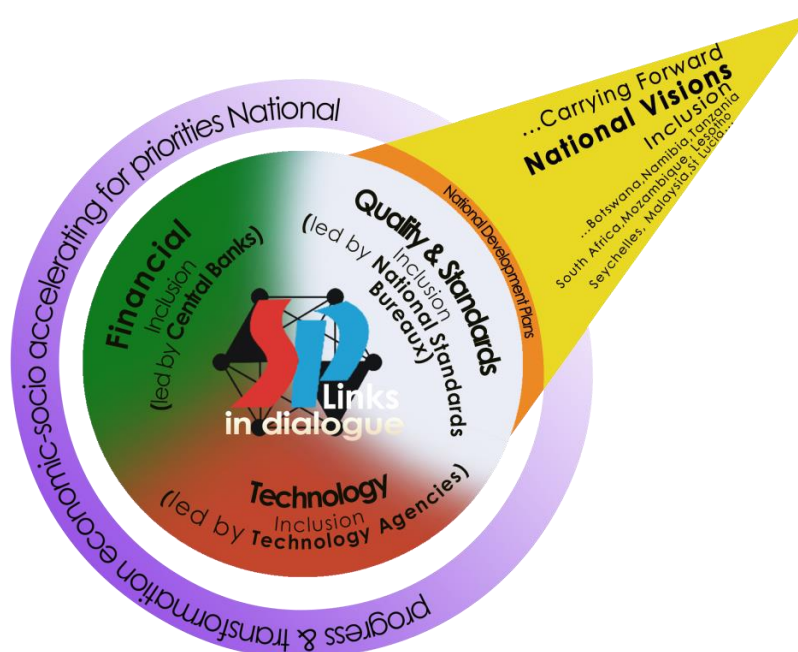 progress & transformation economic-socio accelerating for priorities National
...Carrying Forward
National Visions
Inclusion
...Botswana,Namibia,Tanzania
South Africa,Mozambique, Lesotho
Seychelles, Malaysia,St Lucia...
National Development Plans
Financial
Inclusion
(led by Central Banks)
Quality & Standards
Inclusion
(led by National Standards
Bureaux)
SIP
Links
in dialogue
Technology
Inclusion
(led by Technology Agencies)